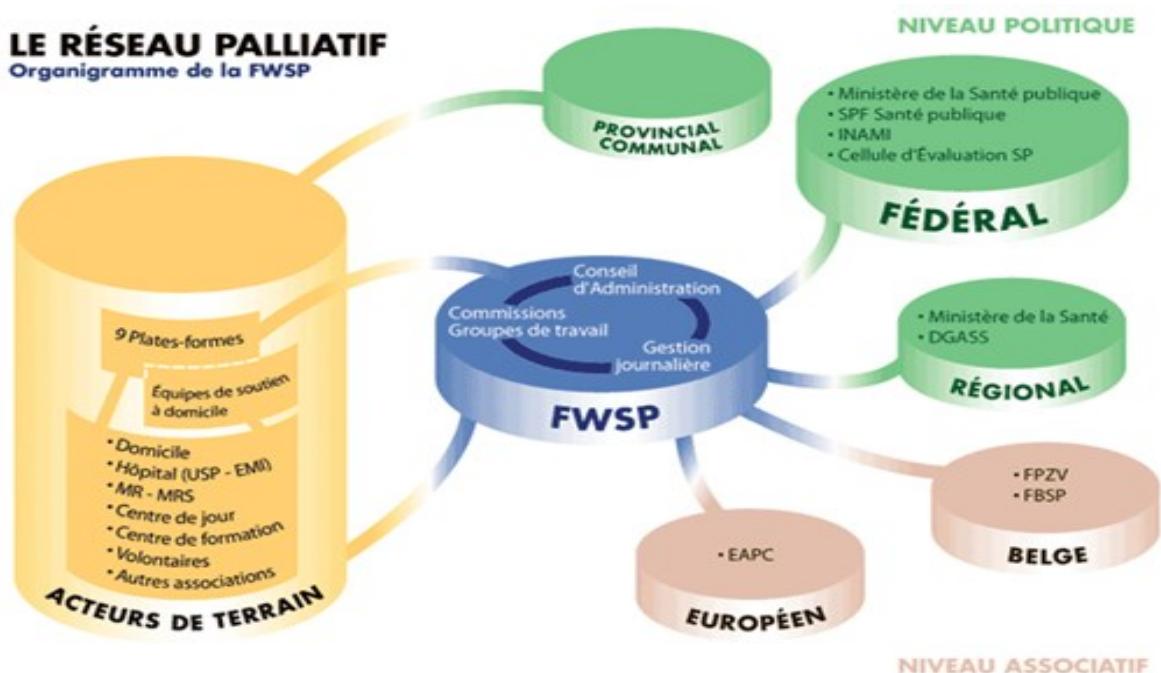 LE RÉSEAU PALLIATIF
Organigramme de la FWSP
NIVEAU POLITIQUE
PROVINCIAL
COMMUNAL
• Ministère de la Santé publique
• SPF Santé publique
• INAMI
• Cellule d'Évaluation SP
FÉDÉRAL
Conseil
d'Administration
Commissions
Groupes de travail
Gestion
journalière
FWSP
• Ministère de la Santé
• DGASS
RÉGIONAL
9 Plates-formes
Équipes de soutien
à domicile
• Domicile
• Hôpital (USP - EMI)
• MR - MRS
• Centre de jour
• Centre de formation
• Volontaires
• Autres associations
ACTEURS DE TERRAIN
• FPZV
• FBSP
BELGE
• EAPC
EUROPÉEN
NIVEAU ASSOCIATIF